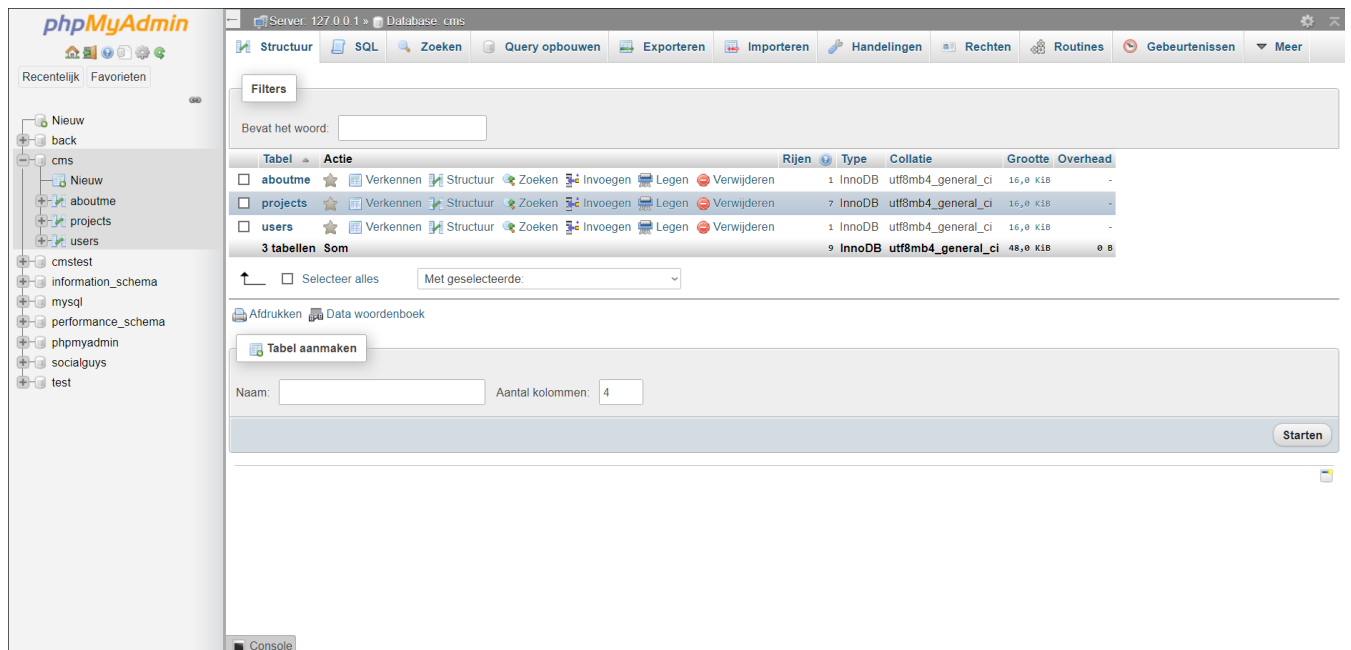 phpMyAdmin
Recentelijk Favorieten
Nieuw
back
cms
Nieuw
aboutme
projects
users
cmstest
information_schema
mysql
performance_schema
phpmyadmin
socialguys
test
Server: 127.0.0.1 » Database: cms
Structuur SQL Zoeken Query opbouwen Exporteren Importeren Handelingen Rechten Routines Gebeurtenissen Meer
Filters
Bevat het woord:
Tabel Actie Rijen Type Collatie Grootte Overhead
aboutme Verkennen Structuur Zoeken Invoegen Legen Verwijderen 1 InnoDB utf8mb4_general_ci 16,0 KiB -
projects Verkennen Structuur Zoeken Invoegen Legen Verwijderen 7 InnoDB utf8mb4_general_ci 16,0 KiB -
users Verkennen Structuur Zoeken Invoegen Legen Verwijderen 1 InnoDB utf8mb4_general_ci 16,0 KiB -
3 tabellen Som 9 InnoDB utf8mb4_general_ci 48,0 KiB 0 B
Selecteer alles Met geselecteerde:
Afdrukken Data woordenboek
Tabel aanmaken
Naam: Aantal kolommen: 4
Starten
Console